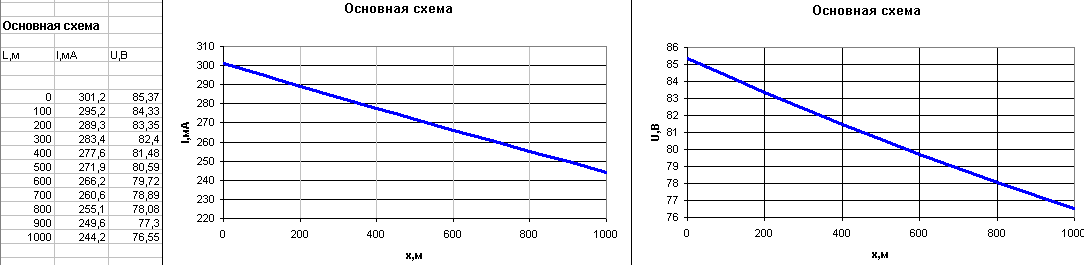 Основная схема
L,м I,мА U,В
0 301,2 85,37
100 295,2 84,33
200 289,3 83,35
300 283,4 82,4
400 277,6 81,48
500 271,9 80,59
600 266,2 79,72
700 260,6 78,89
800 255,1 78,08
900 249,6 77,3
1000 244,2 76,55
Основная схема
I,мА
310
300
290
280
270
260
250
240
230
220
0 200 400 600 800 1000
х,м
Основная схема
U,В
86
85
84
83
82
81
80
79
78
77
76
0 200 400 600 800 1000
х,м